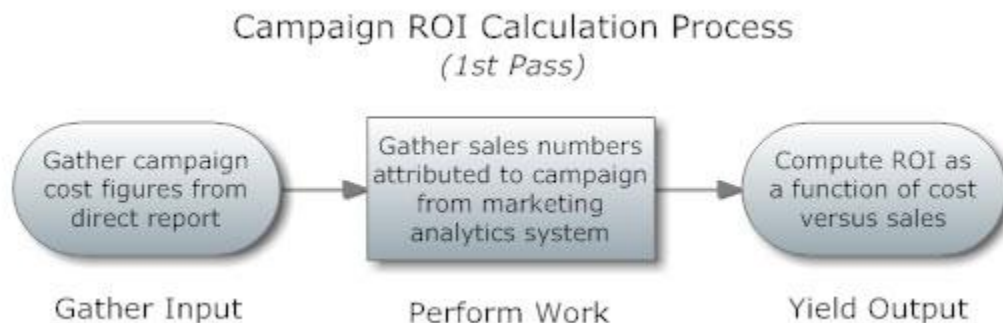 Campaign ROI Calculation Process
(1st Pass)
Gather campaign
cost figures from
direct report
Gather sales numbers
attributed to campaign
from marketing
analytics system
Compute ROI as
a function of cost
versus sales
Gather Input
Perform Work
Yield Output